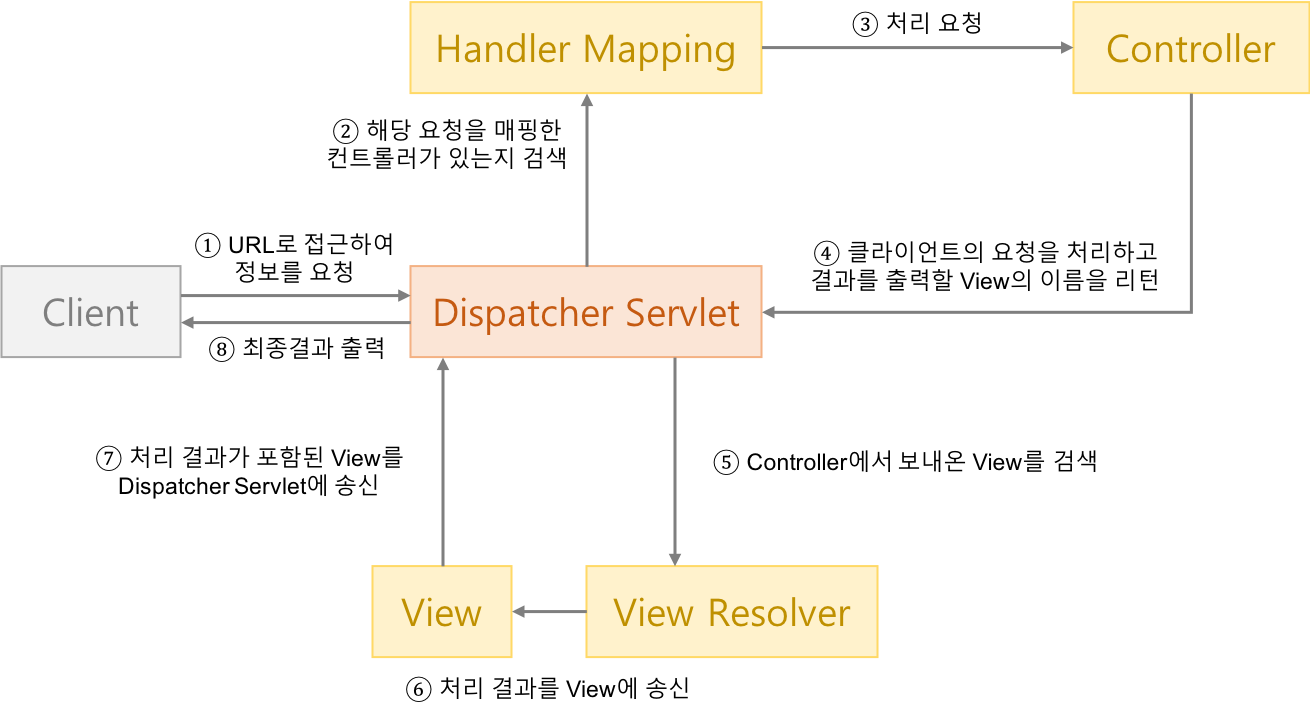 Handler Mapping
③ 처리 요청
Controller
② 해당 요청을 매핑한
컨트롤러가 있는지 검색
① URL로 접근하여
정보를 요청
④ 클라이언트의 요청을 처리하고
결과를 출력할 View의 이름을 리턴
Client
Dispatcher Servlet
⑧ 최종결과 출력
⑦ 처리 결과가 포함된 View를
Dispatcher Servlet에 송신
⑤ Controller에서 보내온 View를 검색
View
View Resolver
⑥ 처리 결과를 View에 송신